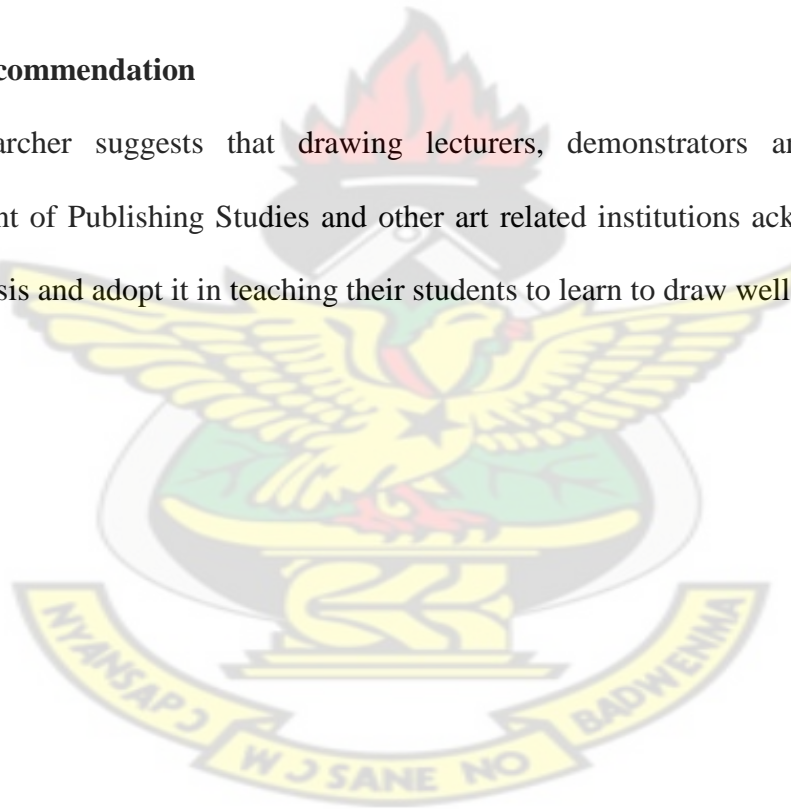 commendation
archer suggests that drawing lecturers, demonstrators an
nt of Publishing Studies and other art related institutions ack
sis and adopt it in teaching their students to learn to draw well
NYANSAPƆ WƆSANE NO BADWENMA